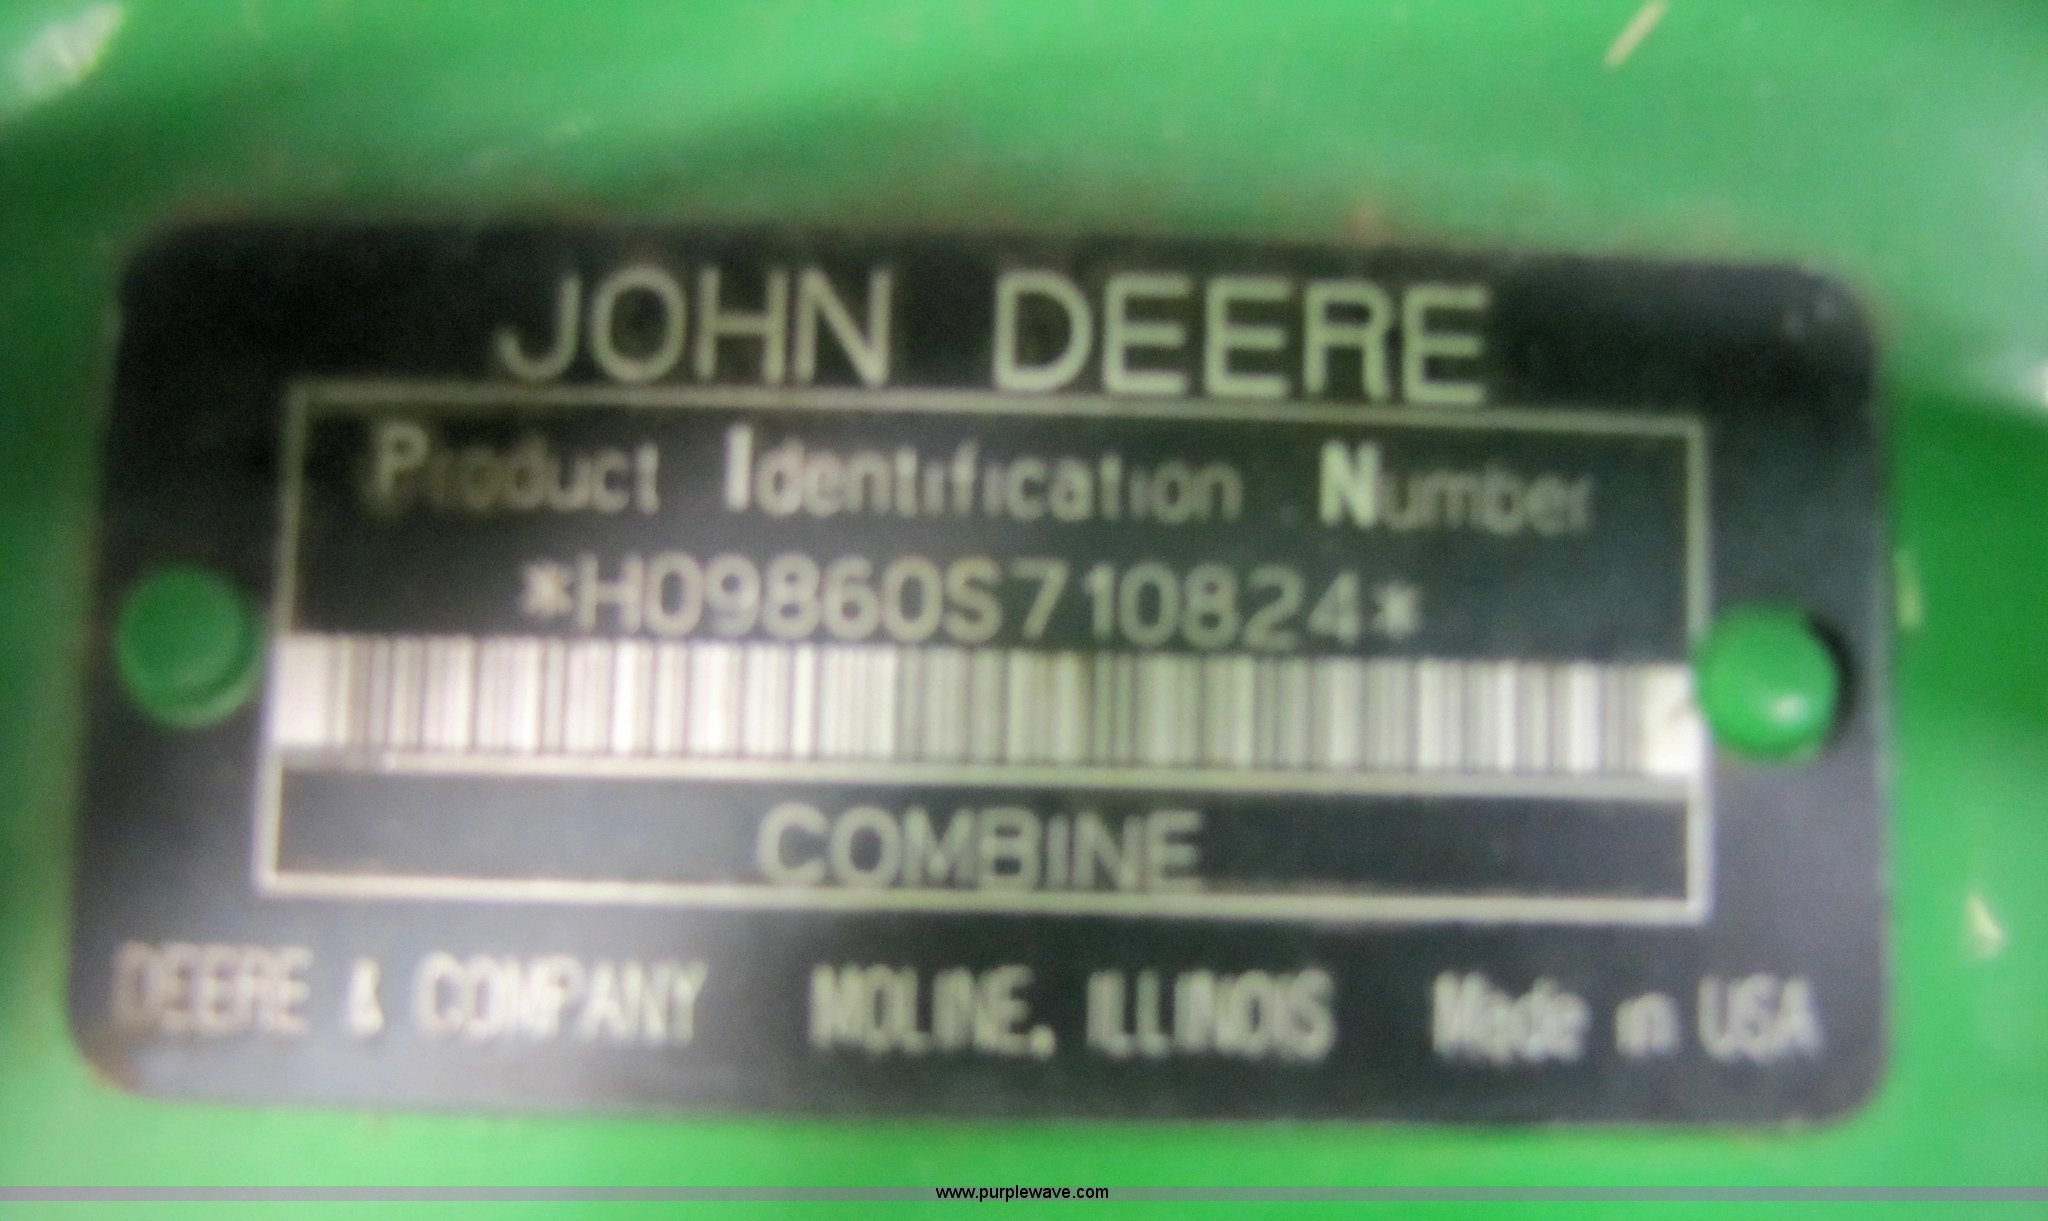 JOHN DEERE
Product Identification Number
*H09860S710824*
COMBINE
DEERE & COMPANY MOLINE, ILLINOIS Made in USA
www.purplewave.com